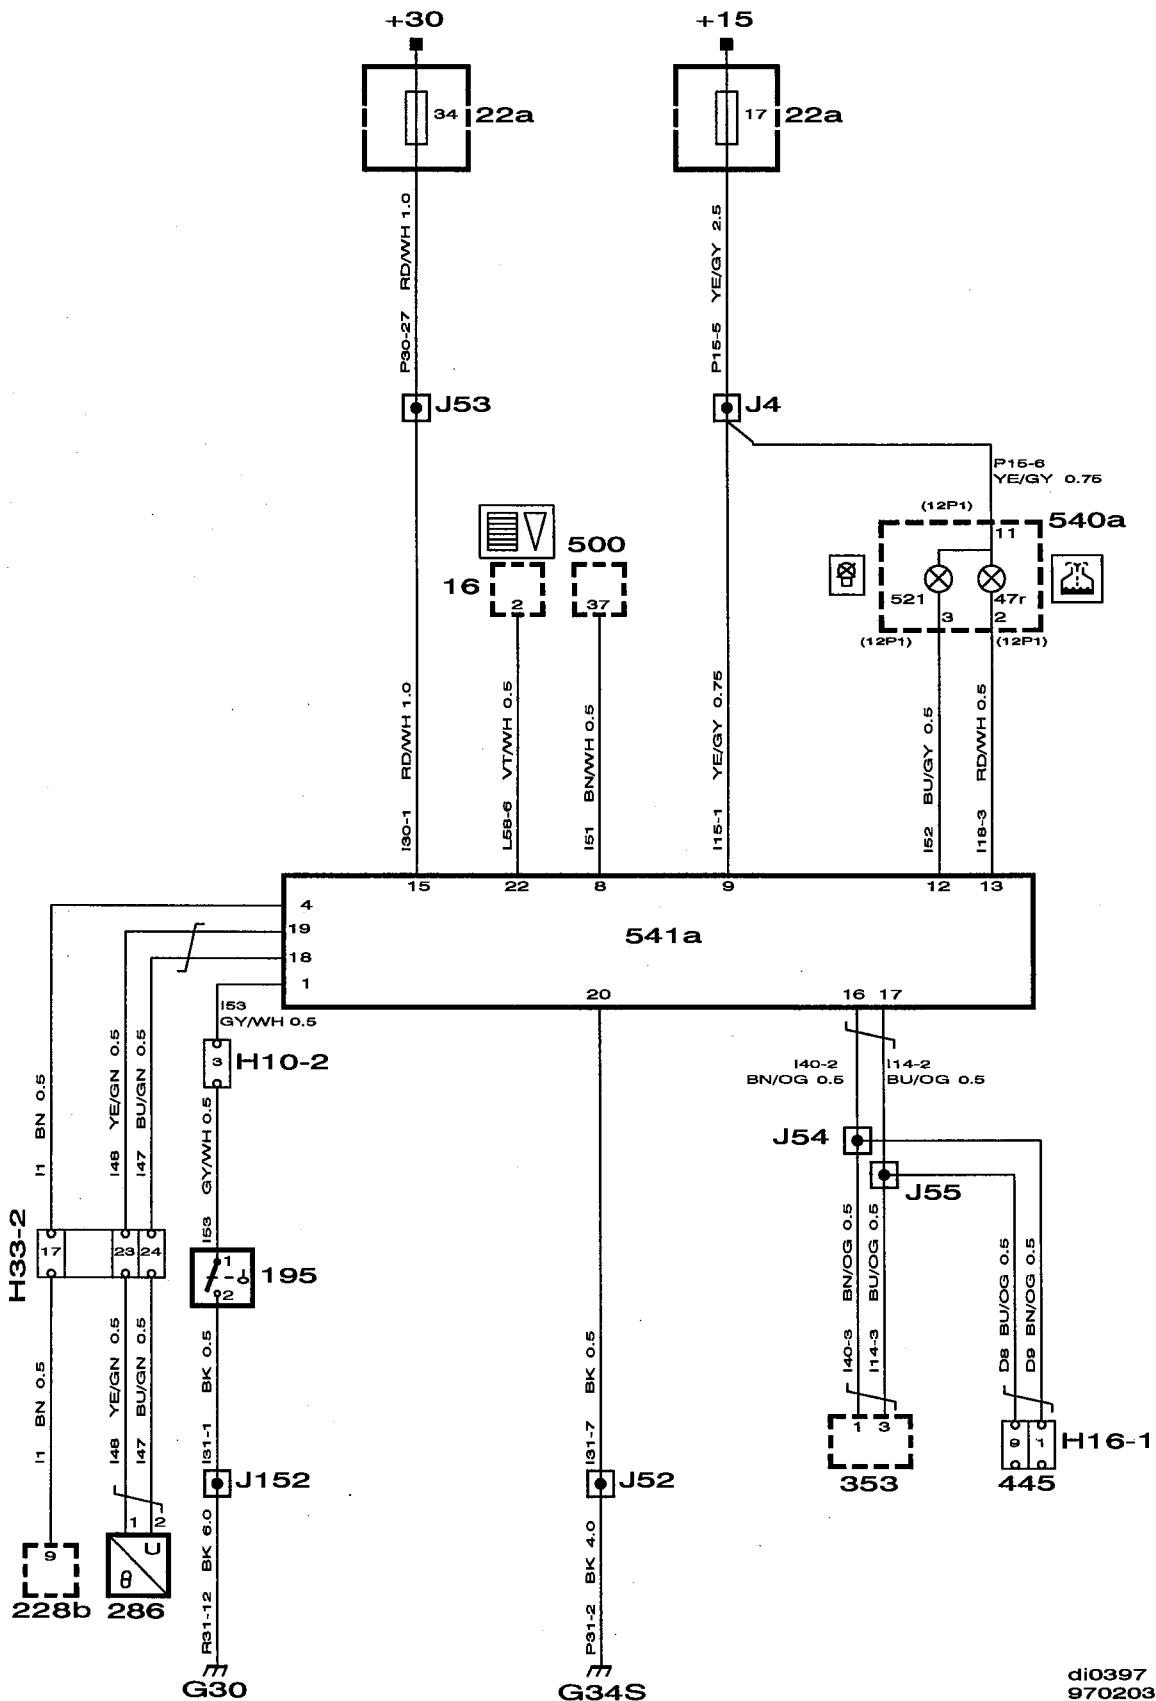 +30
+15
34
22a
17
22a
P30-27 RD/WH 1.0
P15-5 YE/GY 2.5
J53
J4
P15-6
YE/GY 0.75
(12P1)
540a
11
500
16
2
37
521
47r
3
2
(12P1)
(12P1)
I30-1 RD/WH 1.0
L58-6 VT/WH 0.5
I51 BN/WH 0.5
I15-1 YE/GY 0.75
I52 BU/GY 0.5
I18-3 RD/WH 0.5
15
22
8
9
12
13
4
19
541a
18
1
20
16
17
I53
GY/WH 0.5
3
H10-2
I40-2
BN/OG 0.5
I14-2
BU/OG 0.5
I1 BN 0.5
I48 YE/GN 0.5
I47 BU/GN 0.5
I53 GY/WH 0.5
J54
J55
H33-2
17
23
24
1
2
195
I1 BN 0.5
I48 YE/GN 0.5
I47 BU/GN 0.5
I31-1 BK 0.5
I31-7 BK 0.5
I40-3 BN/OG 0.5
I14-3 BU/OG 0.5
D8 BU/OG 0.5
D9 BN/OG 0.5
1
3
9
1
H16-1
353
445
J152
J52
1
2
9
U
θ
228b
286
R31-12 BK 6.0
P31-2 BK 4.0
G30
G34S
di0397
970203